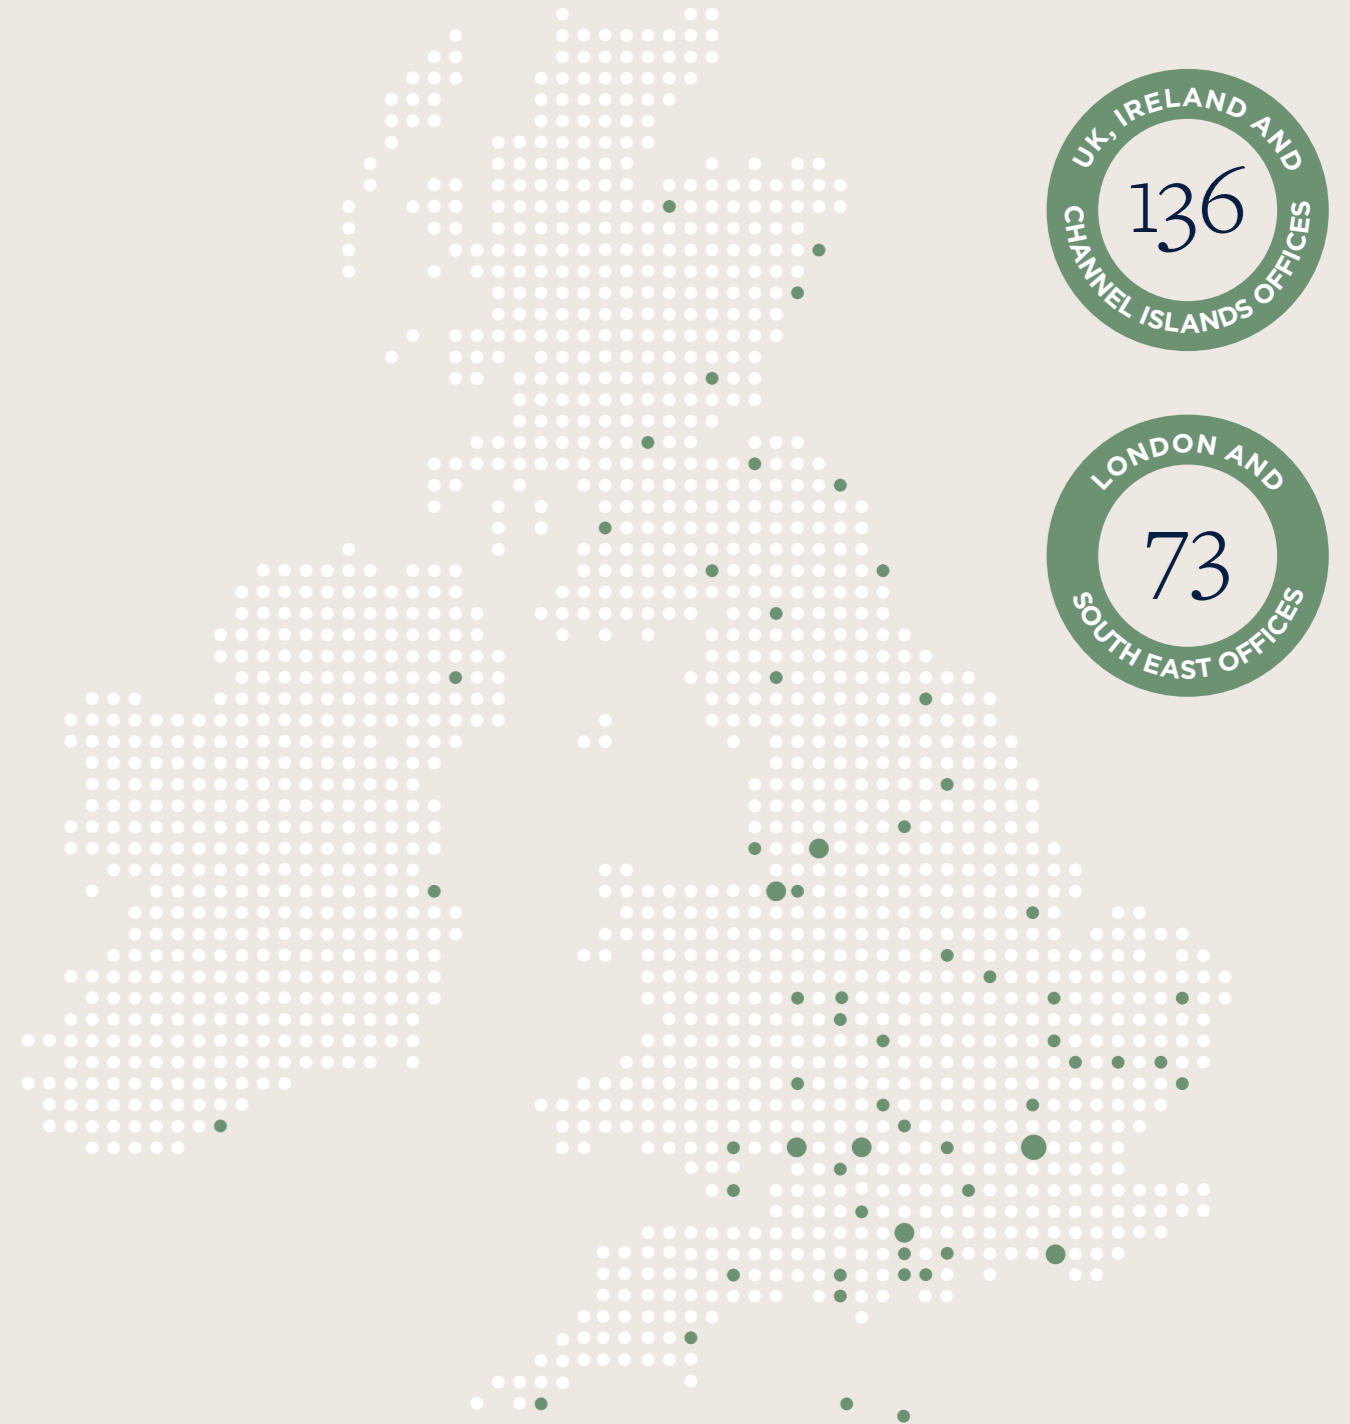 UK, IRELAND AND
136
CHANNEL ISLANDS OFFICES
LONDON AND
73
SOUTH EAST OFFICES